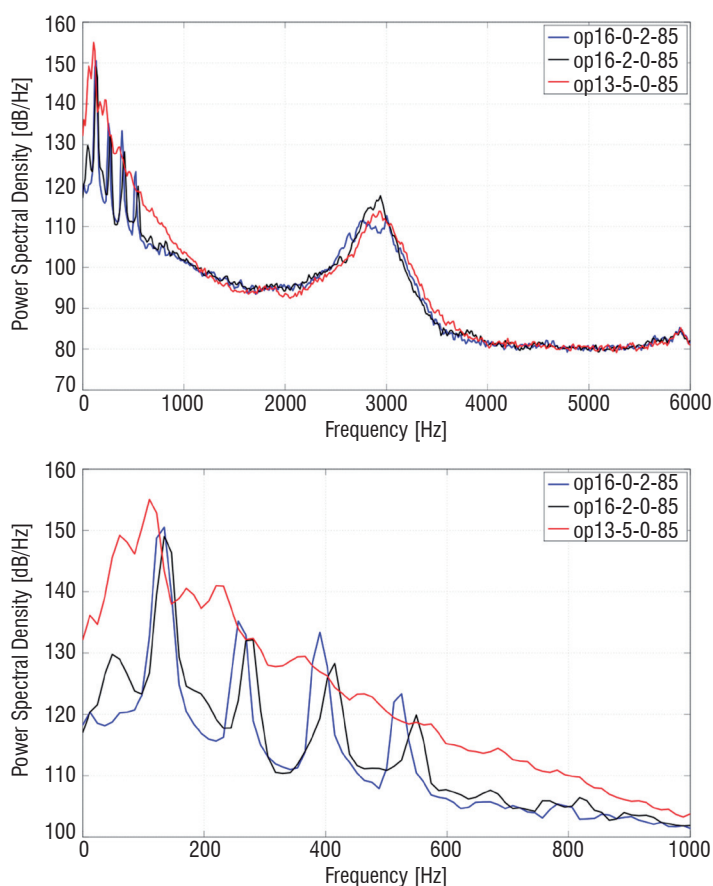 160
150
140
130
120
110
100
90
80
70
Power Spectral Density [dB/Hz]
op16-0-2-85
op16-2-0-85
op13-5-0-85
0 1000 2000 3000 4000 5000 6000
Frequency [Hz]
160
150
140
130
120
110
100
Power Spectral Density [dB/Hz]
op16-0-2-85
op16-2-0-85
op13-5-0-85
0 200 400 600 800 1000
Frequency [Hz]